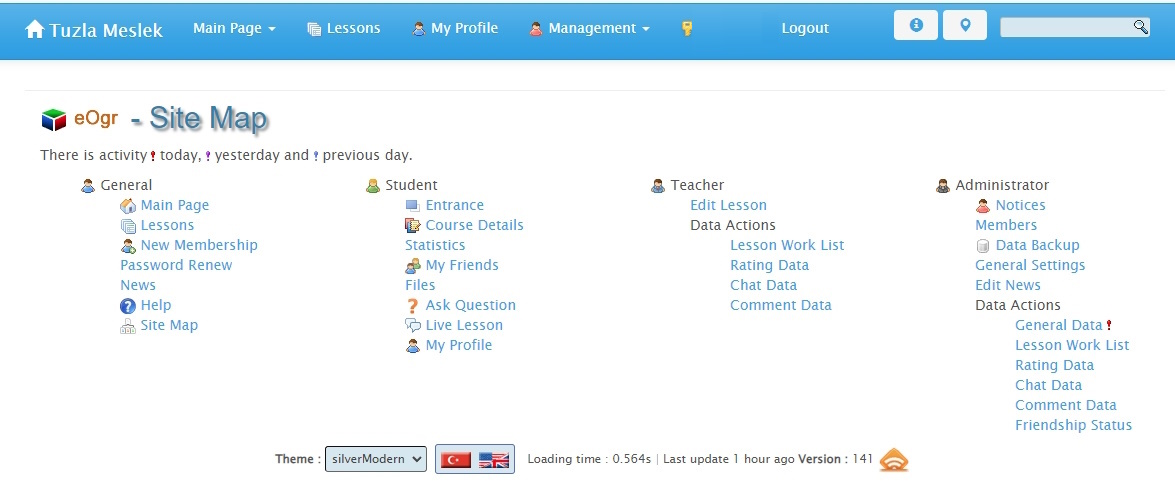 Tuzla Meslek Main Page Lessons My Profile Management Logout
eOgr - Site Map
There is activity today, yesterday and previous day.
General
Main Page
Lessons
New Membership
Password Renew
News
Help
Site Map
Student
Entrance
Course Details
Statistics
My Friends
Files
Ask Question
Live Lesson
My Profile
Teacher
Edit Lesson
Data Actions
Lesson Work List
Rating Data
Chat Data
Comment Data
Administrator
Notices
Members
Data Backup
General Settings
Edit News
Data Actions
General Data
Lesson Work List
Rating Data
Chat Data
Comment Data
Friendship Status
Theme : silverModern Loading time : 0.564s | Last update 1 hour ago Version : 141